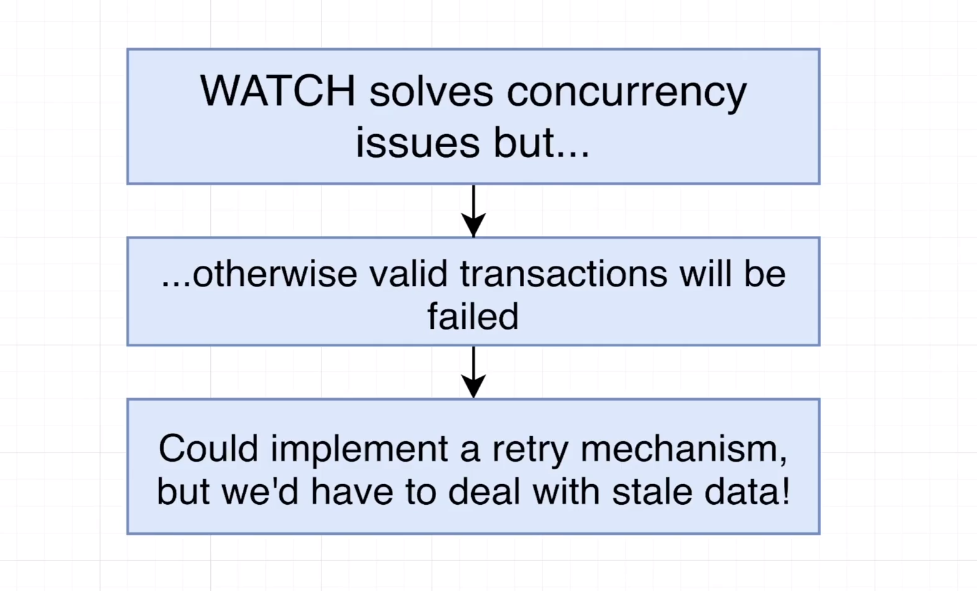 WATCH solves concurrency
issues but...
...otherwise valid transactions will be
failed
Could implement a retry mechanism,
but we'd have to deal with stale data!